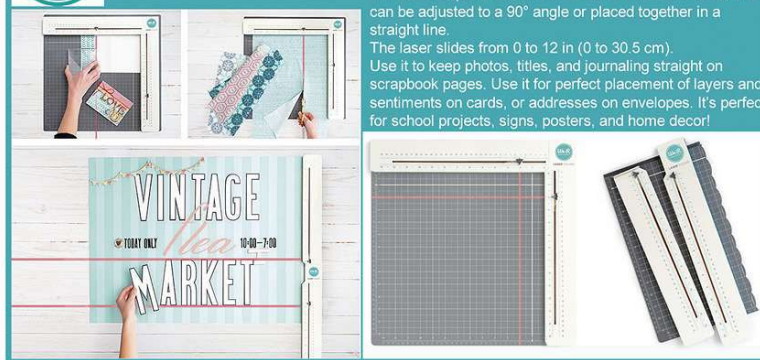 can be adjusted to a 90° angle or placed together in a
straight line.
The laser slides from 0 to 12 in (0 to 30.5 cm).
Use it to keep photos, titles, and journaling straight on
scrapbook pages. Use it for perfect placement of layers and
sentiments on cards, or addresses on envelopes. It's perfec
for school projects, signs, posters, and home decor!
LOVE
VINTAGE
flea
TODAY ONLY
10:00-7:00
MARKET